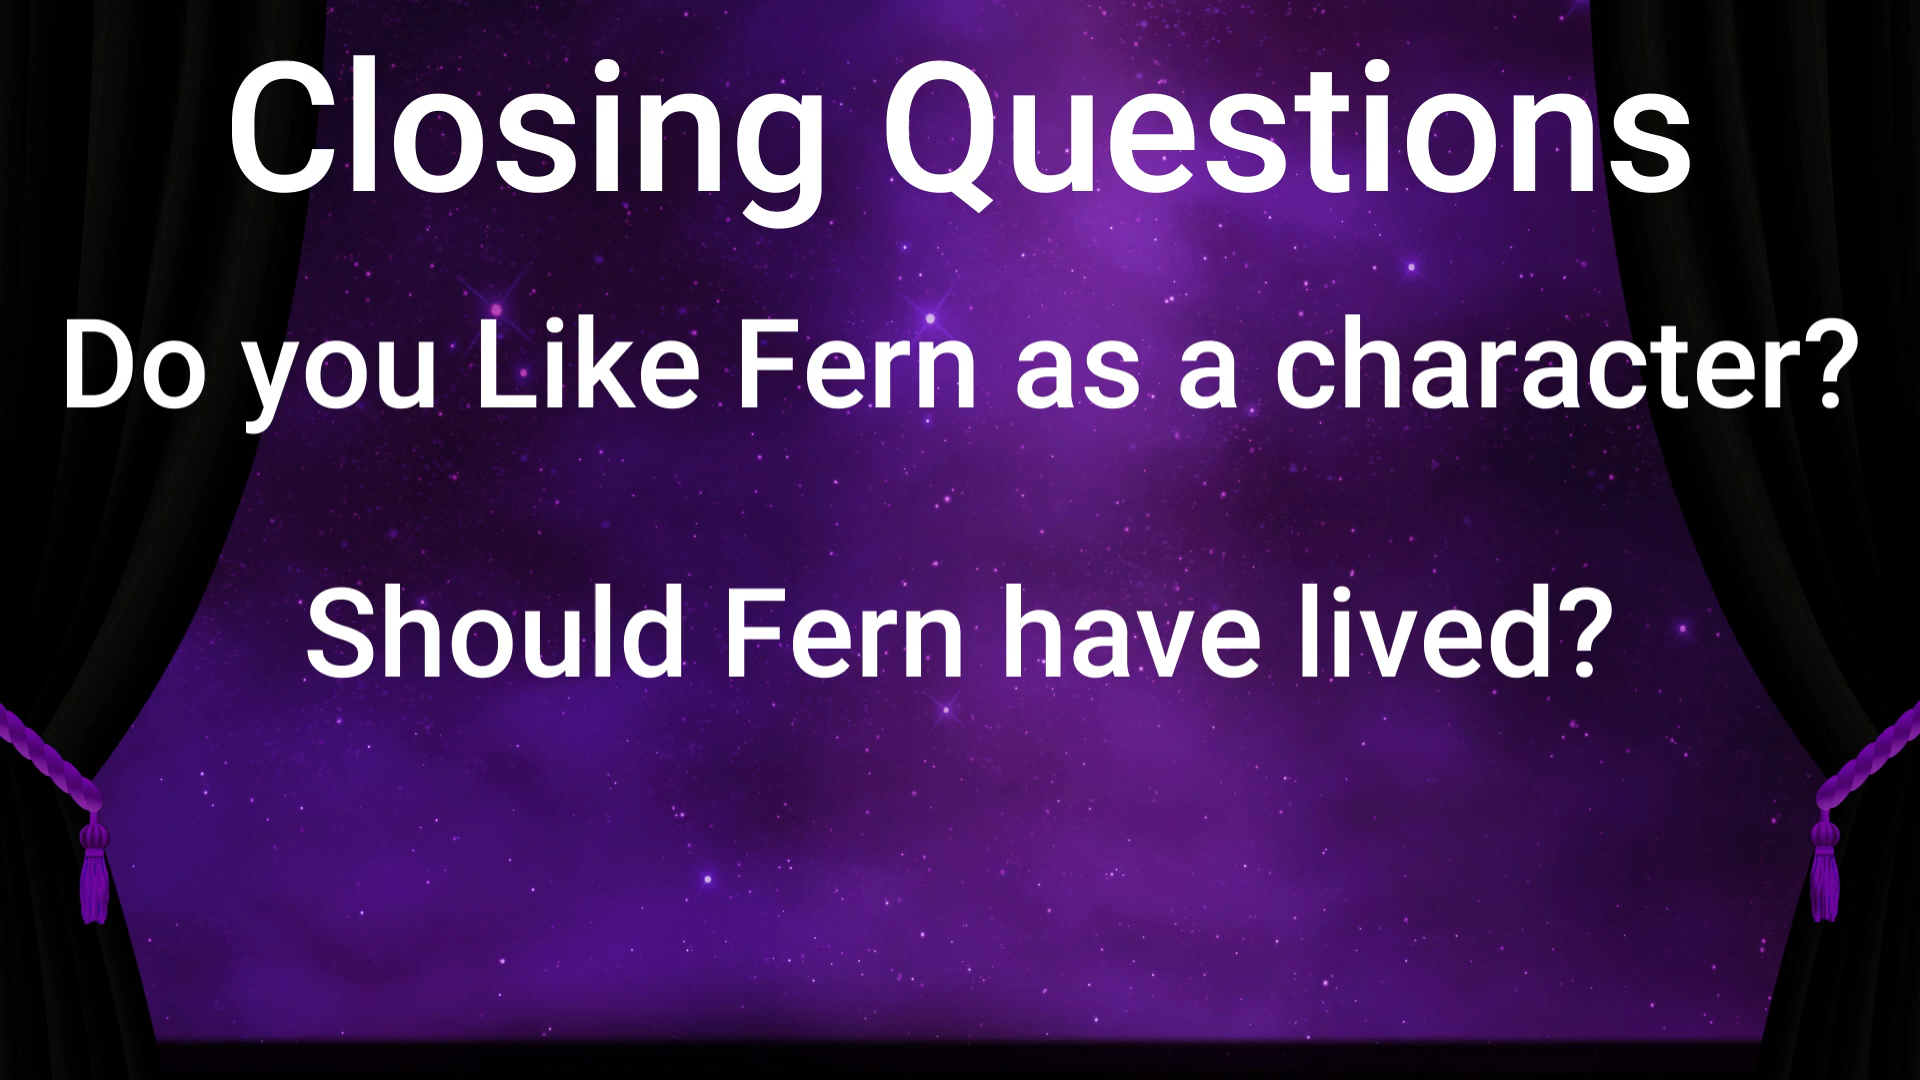 Closing Questions
Do you Like Fern as a character?
Should Fern have lived?